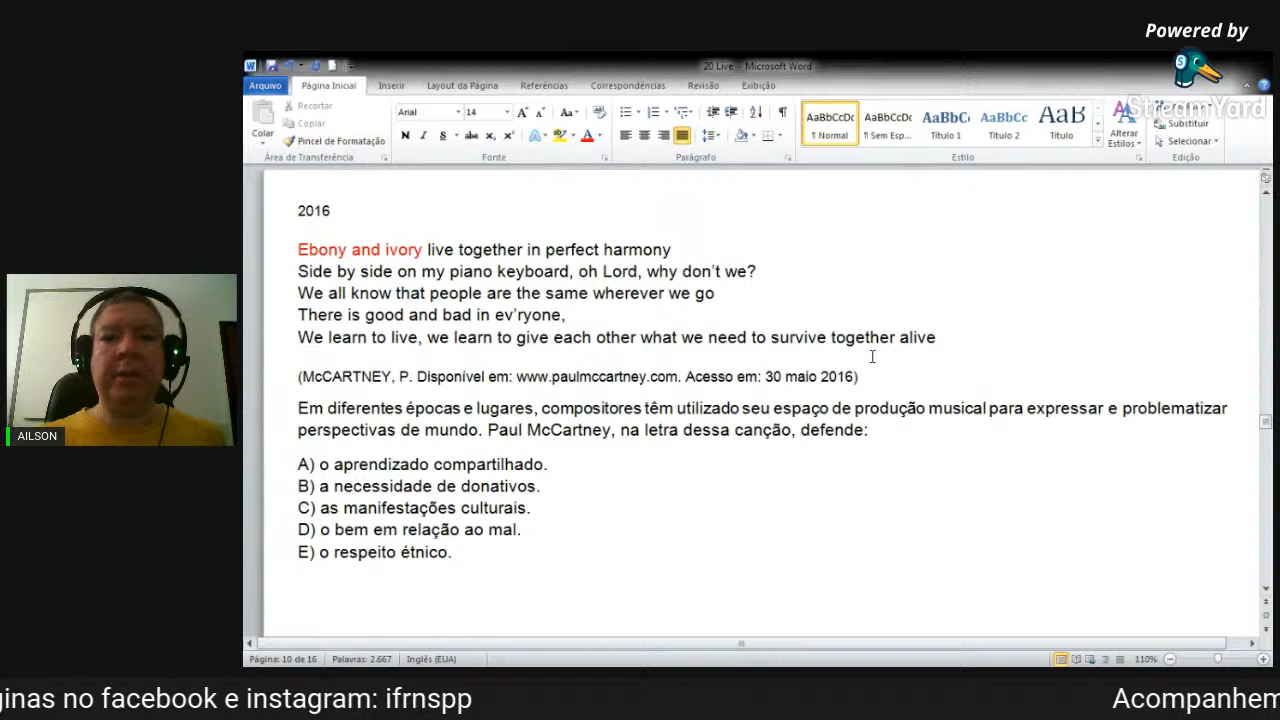 Powered by
StreamYard
20 Live - Microsoft Word
Arquivo Página Inicial Inserir Layout da Página Referências Correspondências Revisão Exibição
Colar Recortar
Copiar
Pincel de Formatação
Área de Transferência
Arial 14
Fonte
Parágrafo
AaBbCcDc AaBbCcDc AaBbC AaBbCc AaB
¶ Normal ¶ Sem Esp... Título 1 Título 2 Título
Alterar Estilos
Estilo
Substituir
Selecionar
Edição
2016
Ebony and ivory live together in perfect harmony
Side by side on my piano keyboard, oh Lord, why don't we?
We all know that people are the same wherever we go
There is good and bad in ev'ryone,
We learn to live, we learn to give each other what we need to survive together alive
(McCARTNEY, P. Disponível em: www.paulmccartney.com. Acesso em: 30 maio 2016)
Em diferentes épocas e lugares, compositores têm utilizado seu espaço de produção musical para expressar e problematizar
perspectivas de mundo. Paul McCartney, na letra dessa canção, defende:
A) o aprendizado compartilhado.
B) a necessidade de donativos.
C) as manifestações culturais.
D) o bem em relação ao mal.
E) o respeito étnico.
AILSON
Página: 10 de 16 Palavras: 2.667 Inglês (EUA) 110%
ginas no facebook e instagram: ifrnspp Acompanhem